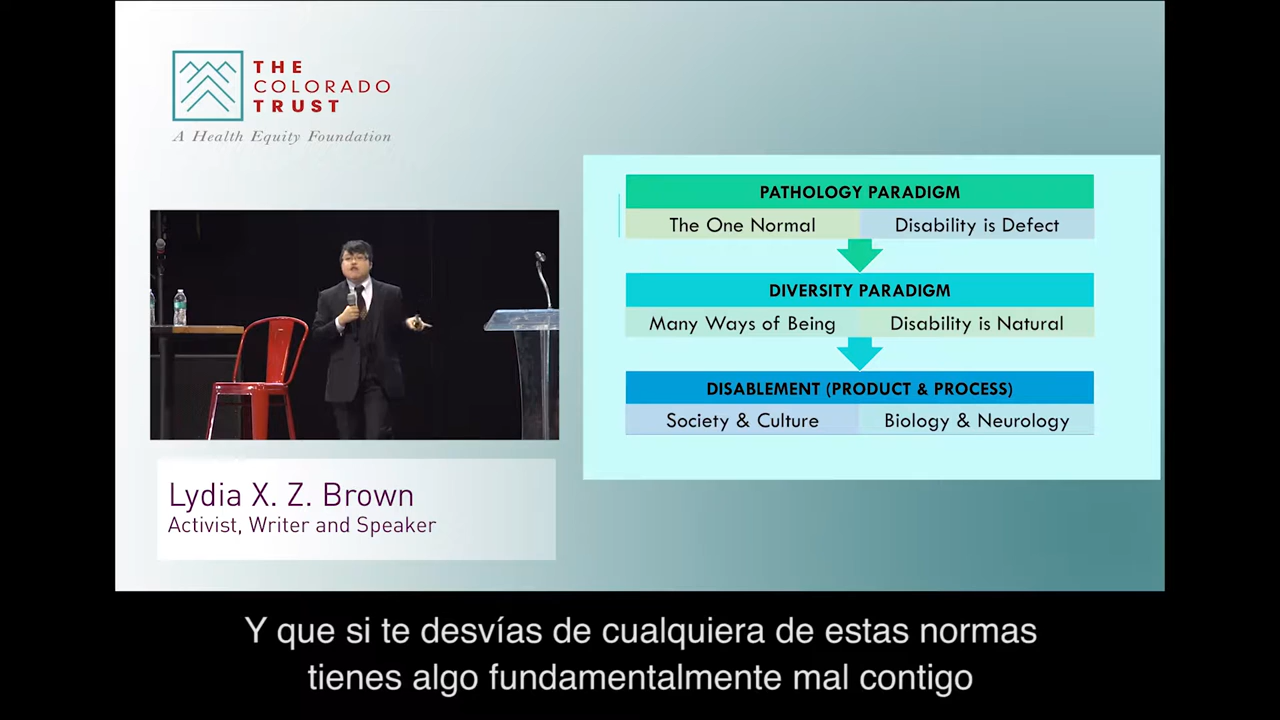 THE
COLORADO
TRUST
A Health Equity Foundation
PATHOLOGY PARADIGM
The One Normal Disability is Defect
DIVERSITY PARADIGM
Many Ways of Being Disability is Natural
DISABLEMENT (PRODUCT & PROCESS)
Society & Culture Biology & Neurology
Lydia X. Z. Brown
Activist, Writer and Speaker
Y que si te desvías de cualquiera de estas normas
tienes algo fundamentalmente mal contigo